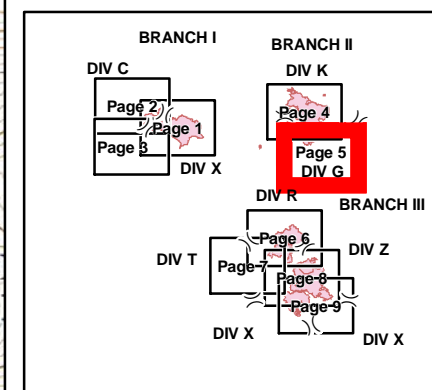 BRANCH I
BRANCH II
DIV C
DIV K
Page 2
Page 4
Page 1
Page 3
Page 5
DIV X
DIV G
DIV R
BRANCH III
Page 6
DIV Z
DIV T
Page 7
Page 8
Page 9
DIV X
DIV X